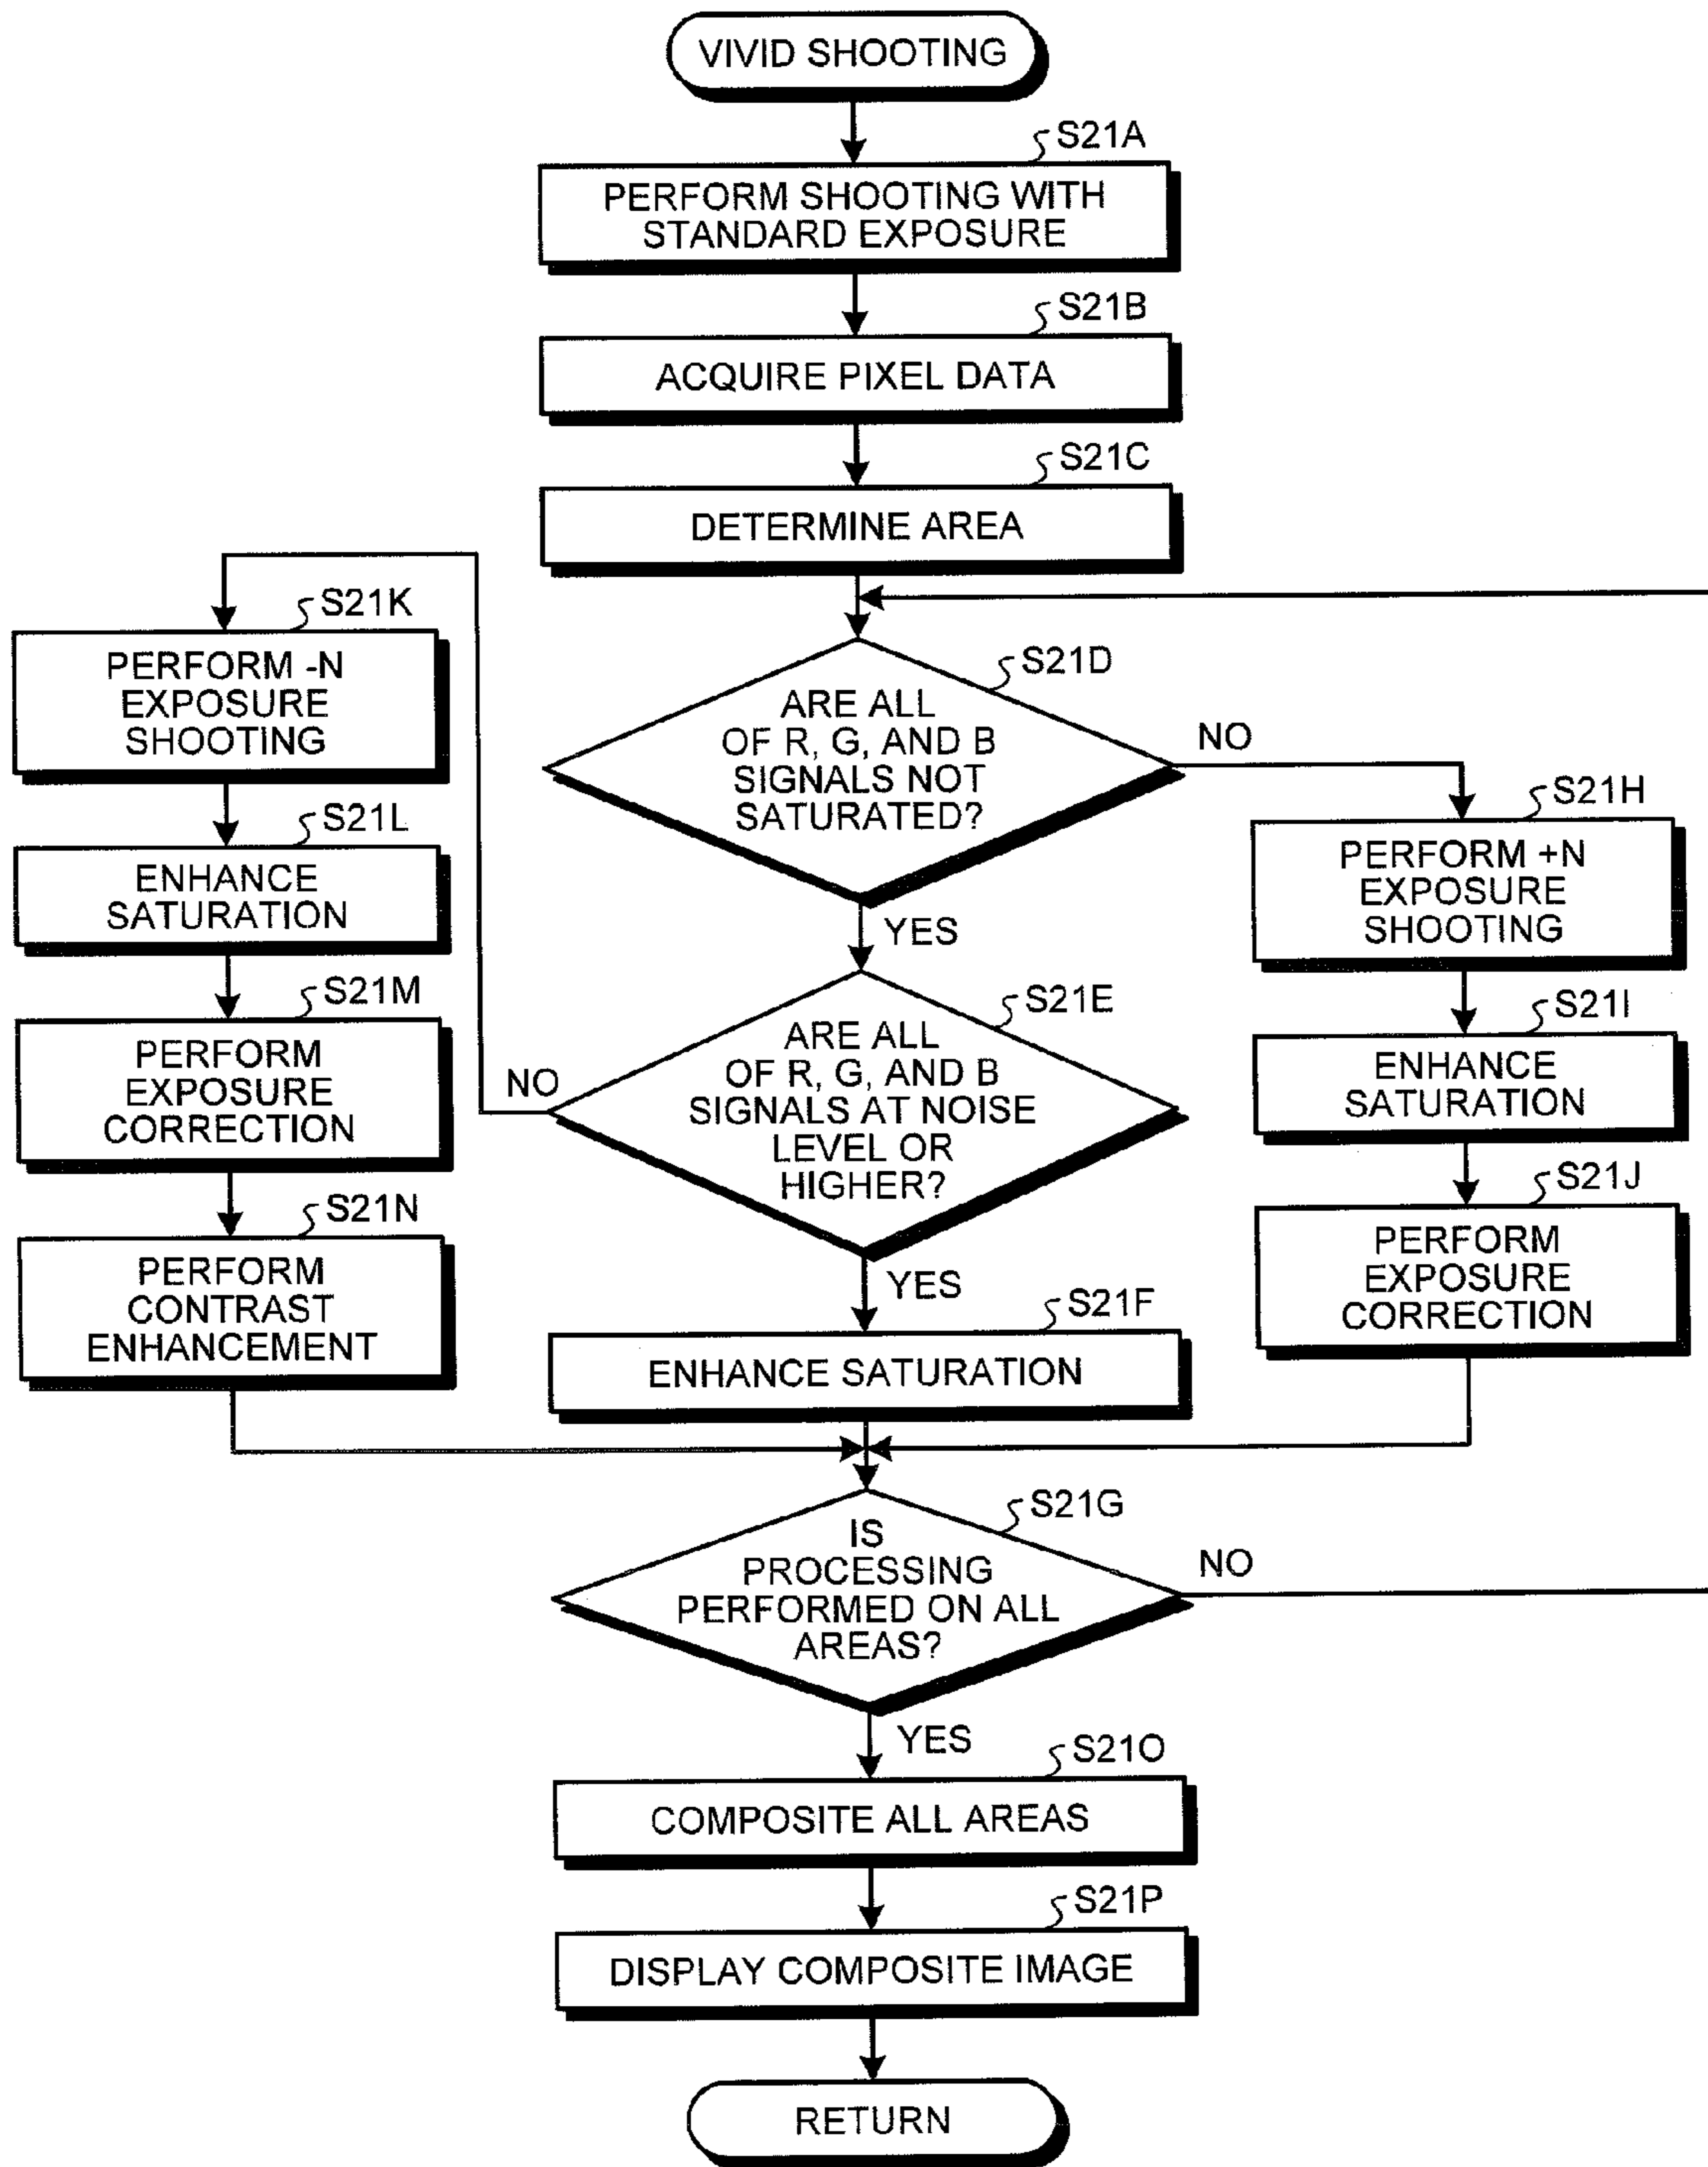 VIVID SHOOTING
S21A
PERFORM SHOOTING WITH
STANDARD EXPOSURE
S21B
ACQUIRE PIXEL DATA
S21C
DETERMINE AREA
S21D
ARE ALL
OF R, G, AND B
SIGNALS NOT
SATURATED?
NO
YES
S21E
ARE ALL
OF R, G, AND B
SIGNALS AT NOISE
LEVEL OR
HIGHER?
NO
YES
S21F
ENHANCE SATURATION
S21K
PERFORM -N
EXPOSURE
SHOOTING
S21L
ENHANCE
SATURATION
S21M
PERFORM
EXPOSURE
CORRECTION
S21N
PERFORM
CONTRAST
ENHANCEMENT
S21H
PERFORM +N
EXPOSURE
SHOOTING
S21I
ENHANCE
SATURATION
S21J
PERFORM
EXPOSURE
CORRECTION
S21G
IS
PROCESSING
PERFORMED ON ALL
AREAS?
NO
YES
S21O
COMPOSITE ALL AREAS
S21P
DISPLAY COMPOSITE IMAGE
RETURN